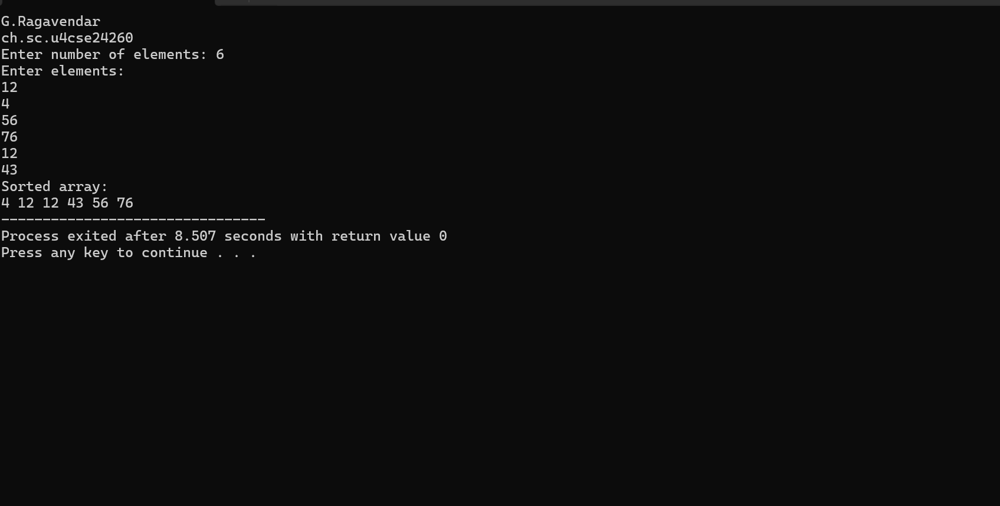 G.Ragavendar
ch.sc.u4cse24260
Enter number of elements: 6
Enter elements:
12
4
56
76
12
43
Sorted array:
4 12 12 43 56 76
--------------------------------
Process exited after 8.507 seconds with return value 0
Press any key to continue . . .